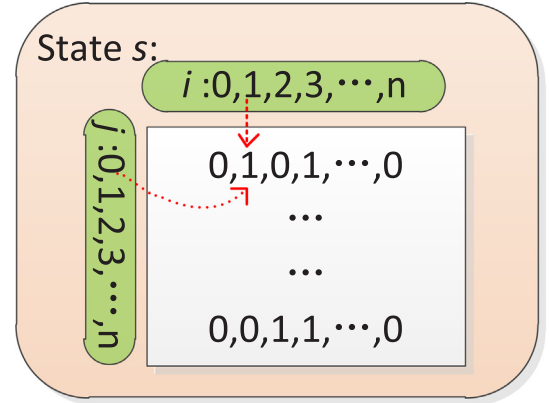 State s:
i :0,1,2,3,⋯,n
j :0,1,2,3,⋯,n
0,1,0,1,⋯,0
⋯
⋯
0,0,1,1,⋯,0